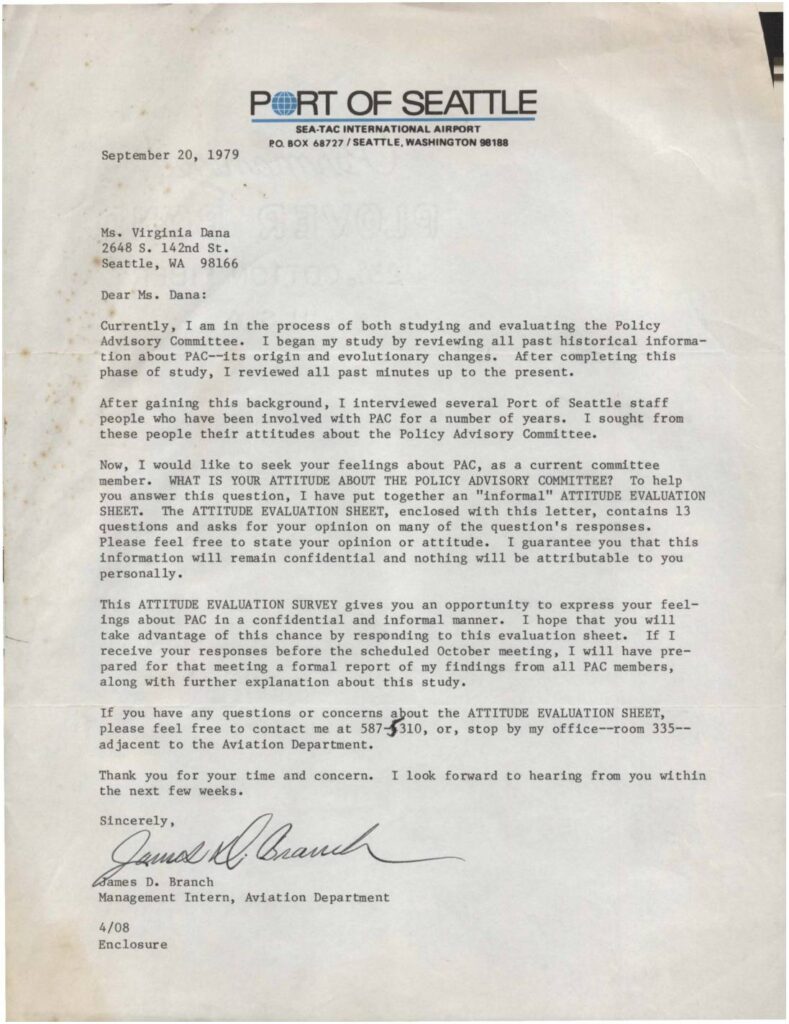 PORT OF SEATTLE
SEA-TAC INTERNATIONAL AIRPORT
P.O. BOX 68727 / SEATTLE, WASHINGTON 98188
September 20, 1979
Ms. Virginia Dana
2648 S. 142nd St.
Seattle, WA 98166
Dear Ms. Dana:
Currently, I am in the process of both studying and evaluating the Policy
Advisory Committee. I began my study by reviewing all past historical informa-
tion about PAC--its origin and evolutionary changes. After completing this
phase of study, I reviewed all past minutes up to the present.
After gaining this background, I interviewed several Port of Seattle staff
people who have been involved with PAC for a number of years. I sought from
these people their attitudes about the Policy Advisory Committee.
Now, I would like to seek your feelings about PAC, as a current committee
member. WHAT IS YOUR ATTITUDE ABOUT THE POLICY ADVISORY COMMITTEE? To help
you answer this question, I have put together an "informal" ATTITUDE EVALUATION
SHEET. The ATTITUDE EVALUATION SHEET, enclosed with this letter, contains 13
questions and asks for your opinion on many of the question's responses.
Please feel free to state your opinion or attitude. I guarantee you that this
information will remain confidential and nothing will be attributable to you
personally.
This ATTITUDE EVALUATION SURVEY gives you an opportunity to express your feel-
ings about PAC in a confidential and informal manner. I hope that you will
take advantage of this chance by responding to this evaluation sheet. If I
receive your responses before the scheduled October meeting, I will have pre-
pared for that meeting a formal report of my findings from all PAC members,
along with further explanation about this study.
If you have any questions or concerns about the ATTITUDE EVALUATION SHEET,
please feel free to contact me at 587-5310, or, stop by my office--room 335--
adjacent to the Aviation Department.
Thank you for your time and concern. I look forward to hearing from you within
the next few weeks.
Sincerely,
James D. Branch
James D. Branch
Management Intern, Aviation Department
4/08
Enclosure